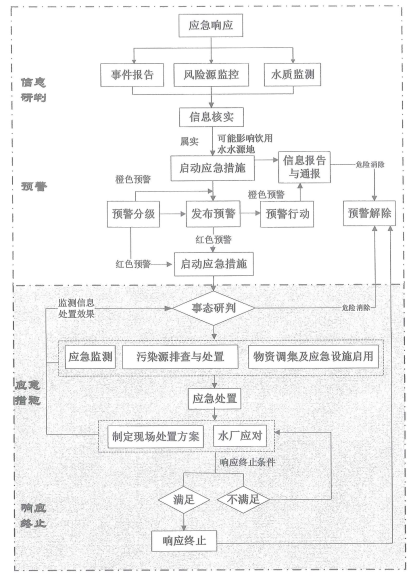 应急响应
事件报告 风险源监控 水质监测
信息
研判
信息核实
属实 可能影响饮用
水水源地
启动应急措施
信息报告
与通报
危险消除
预警
橙色预警
橙色预警
预警分级 发布预警 预警行动 预警解除
红色预警
红色预警 启动应急措施
监测信息
处置效果
事态研判
危险消除
应急监测 污染源排查与处置 物资调集及应急设施启用
应急
措施
应急处置
制定现场处置方案 水厂应对
响应终止条件
满足 不满足
响应
终止
响应终止